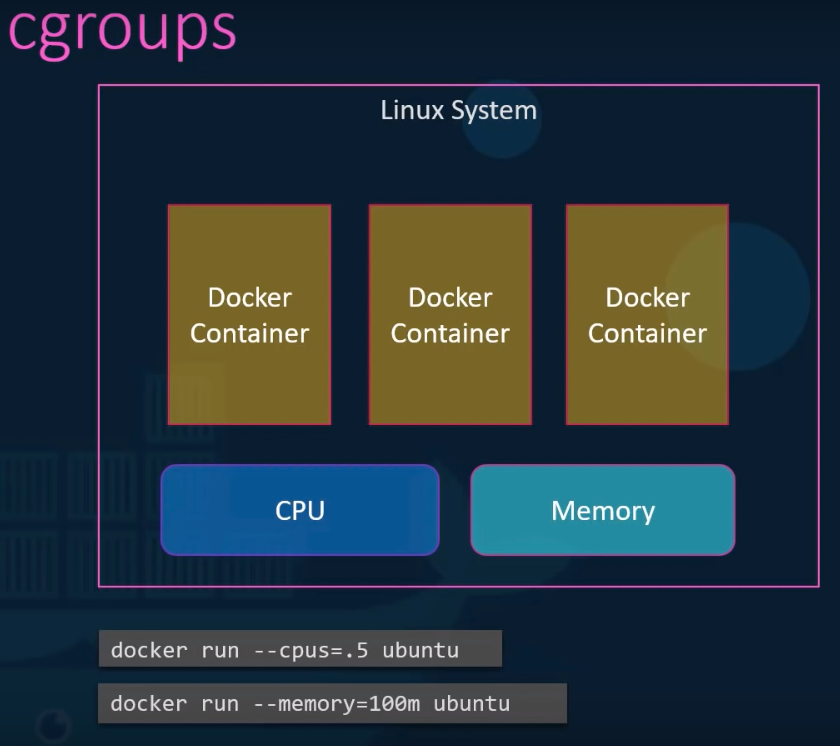 cgroups
Linux System
Docker
Container
Docker
Container
Docker
Container
CPU
Memory
docker run --cpus=.5 ubuntu
docker run --memory=100m ubuntu